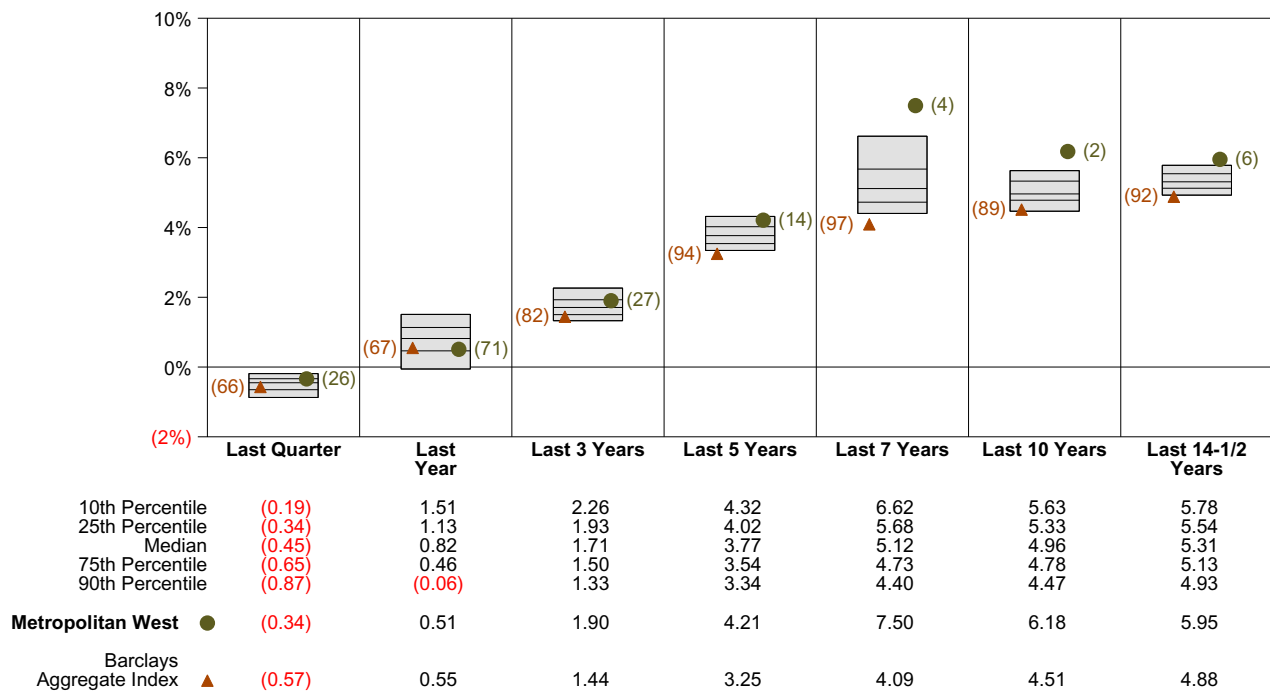 10%
8%
6%
4%
2%
0%
(2%)
(66) (26)
(67) (71)
(82) (27)
(94) (14)
(97) (4)
(89) (2)
(92) (6)
Last Quarter Last Year Last 3 Years Last 5 Years Last 7 Years Last 10 Years Last 14-1/2 Years
10th Percentile (0.19) 1.51 2.26 4.32 6.62 5.63 5.78
25th Percentile (0.34) 1.13 1.93 4.02 5.68 5.33 5.54
Median (0.45) 0.82 1.71 3.77 5.12 4.96 5.31
75th Percentile (0.65) 0.46 1.50 3.54 4.73 4.78 5.13
90th Percentile (0.87) (0.06) 1.33 3.34 4.40 4.47 4.93
Metropolitan West (0.34) 0.51 1.90 4.21 7.50 6.18 5.95
Barclays
Aggregate Index (0.57) 0.55 1.44 3.25 4.09 4.51 4.88